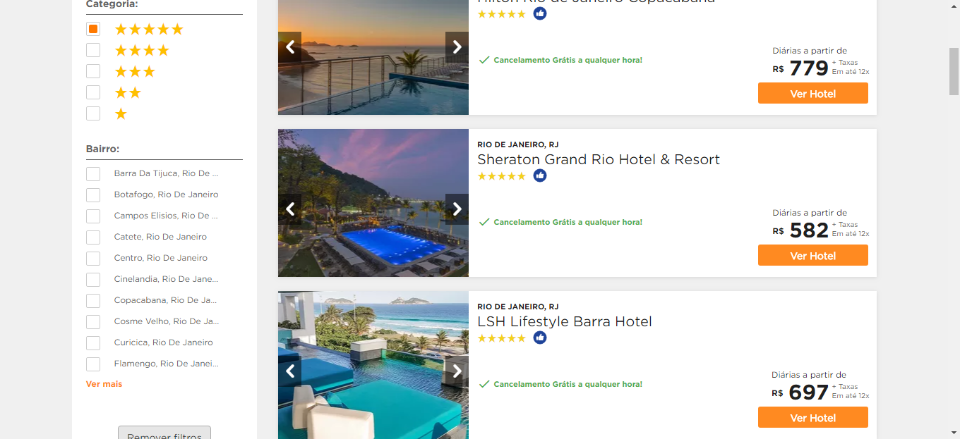 Categoria:
Bairro:
Barra Da Tijuca, Rio De ...
Botafogo, Rio De Janeiro
Campos Elisios, Rio De ...
Catete, Rio De Janeiro
Centro, Rio De Janeiro
Cinelandia, Rio De Jane...
Copacabana, Rio De Ja...
Cosme Velho, Rio De Ja...
Curicica, Rio De Janeiro
Flamengo, Rio De Janei...
Ver mais
Remover filtros
Hilton Rio de Janeiro Copacabana
Cancelamento Grátis a qualquer hora!
Diárias a partir de
R$ 779 + Taxas
Em até 12x
Ver Hotel
RIO DE JANEIRO, RJ
Sheraton Grand Rio Hotel & Resort
Cancelamento Grátis a qualquer hora!
Diárias a partir de
R$ 582 + Taxas
Em até 12x
Ver Hotel
RIO DE JANEIRO, RJ
LSH Lifestyle Barra Hotel
Cancelamento Grátis a qualquer hora!
Diárias a partir de
R$ 697 + Taxas
Em até 12x
Ver Hotel